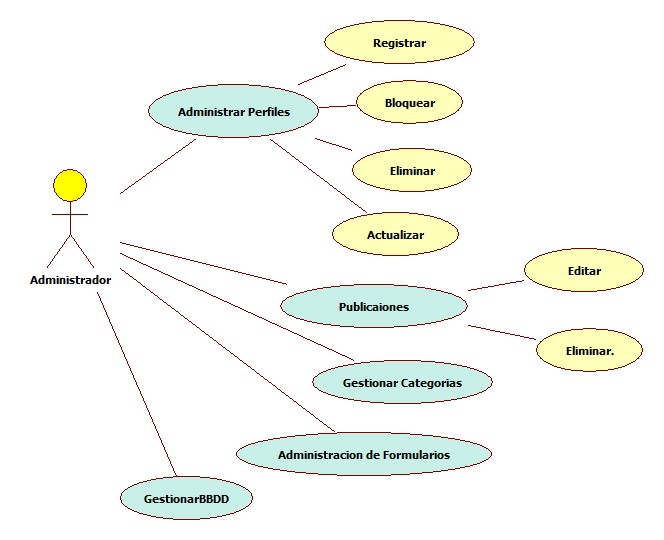 Registrar
Administrar Perfiles
Bloquear
Eliminar
Actualizar
Administrador
Editar
Publicaiones
Eliminar.
Gestionar Categorias
Administracion de Formularios
GestionarBBDD